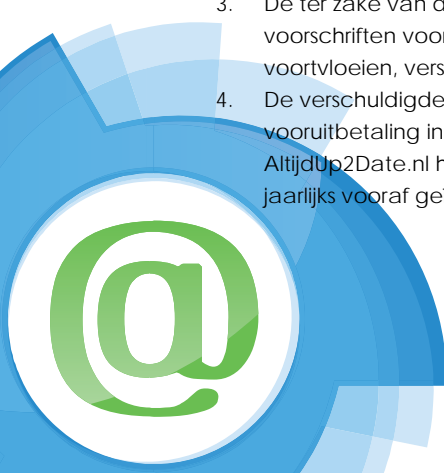 3. De ter zake van d
voorschriften voor
voortvloeien, vers
4. De verschuldigde
vooruitbetaling in
AltijdUp2Date.nl h
jaarlijks vooraf ge
@